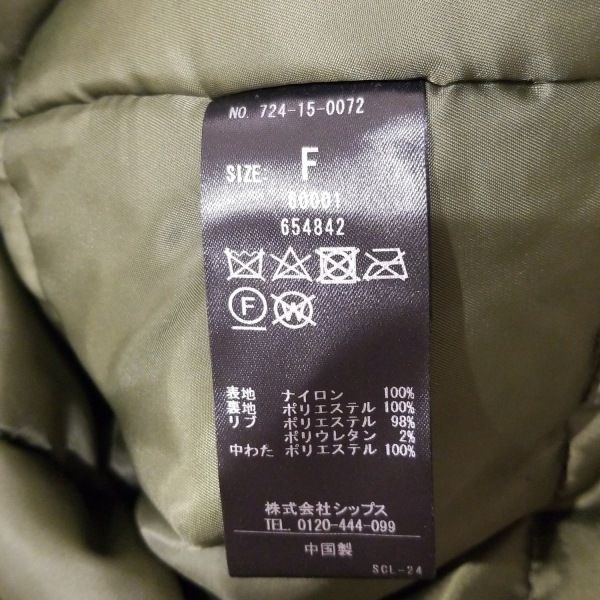 NO. 724-15-0072
SIZE: F
80001
654842
F
W
表地 ナイロン 100%
裏地 ポリエステル 100%
リブ ポリエステル 98%
ポリウレタン 2%
中わた ポリエステル 100%
株式会社シップス
TEL. 0120-444-099
中国製
SCL-24